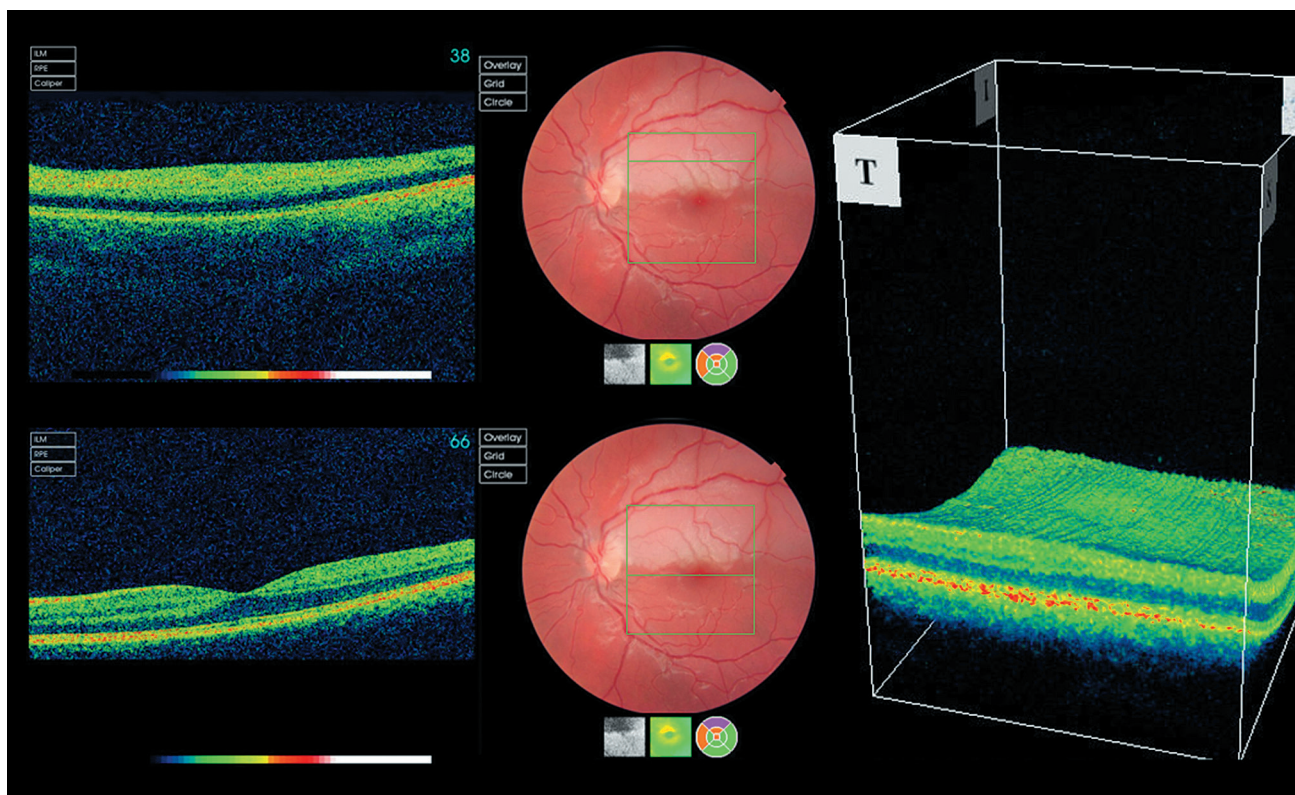 ILM
RPE
Caliper
38
Overlay
Grid
Circle
ILM
RPE
Caliper
66
Overlay
Grid
Circle
T
I
S